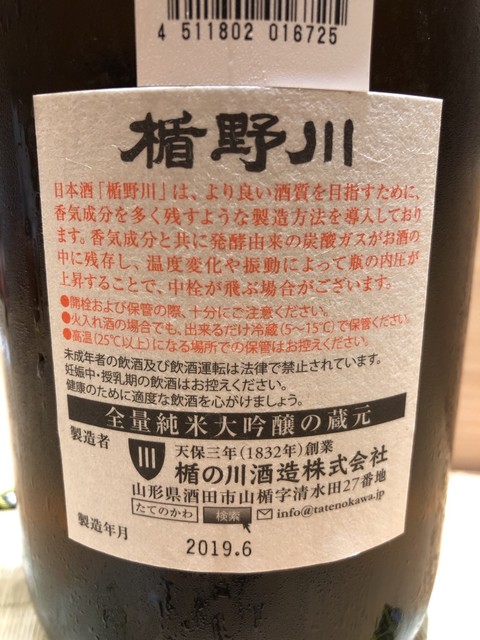 4 511802 016725
楯野川
日本酒「楯野川」は、より良い酒質を目指すために、
香気成分を多く残すような製造方法を導入しており
ます。香気成分と共に発酵由来の炭酸ガスがお酒の
中に残存し、温度変化や振動によって瓶の内圧が
上昇することで、中栓が飛ぶ場合がございます。
●開栓および保管の際、十分にご注意ください。
●火入れ酒の場合でも、出来るだけ冷蔵(5～15℃)で保管ください。
●高温(25℃以上)になる場所での保管はお控えください。
未成年者の飲酒及び飲酒運転は法律で禁止されています。
妊娠中・授乳期の飲酒はお控えください。
健康のために適度な飲酒を心がけましょう。
全量純米大吟醸の蔵元
製造者
天保三年(1832年)創業
楯の川酒造株式会社
山形県酒田市山楯字清水田27番地
たてのかわ 検索 info@tatenokawa.jp
製造年月
2019.6